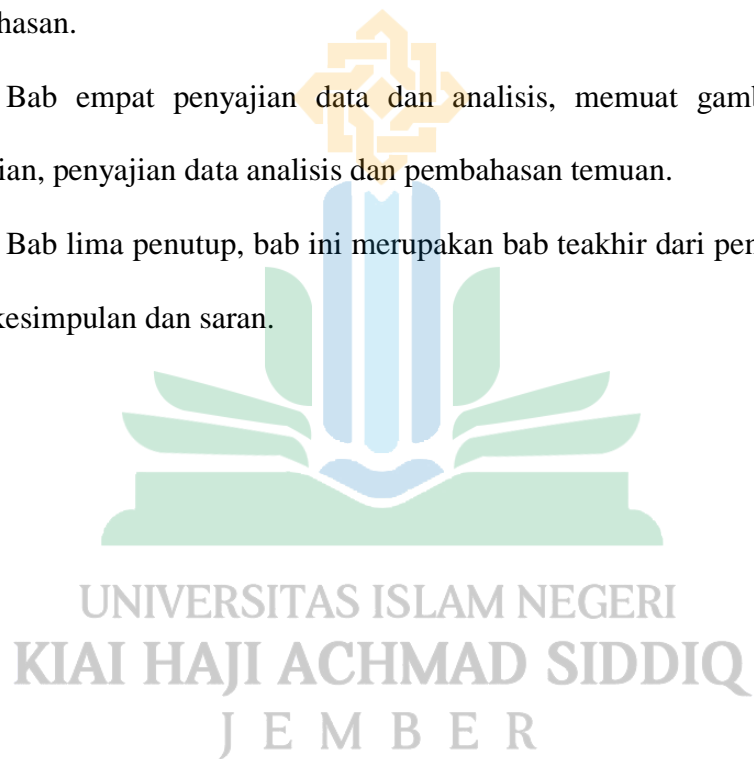 hasan.
Bab empat penyajian data dan analisis, memuat gamb
ian, penyajian data analisis dan pembahasan temuan.
Bab lima penutup, bab ini merupakan bab teakhir dari pen
kesimpulan dan saran.
UNIVERSITAS ISLAM NEGERI
KIAI HAJI ACHMAD SIDDIQ
JEMBER